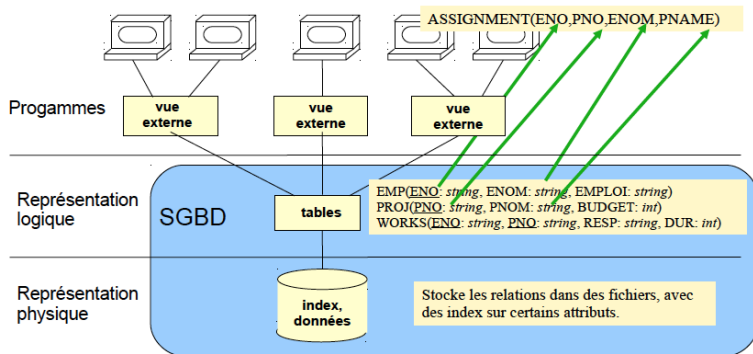 ASSIGNMENT(ENO,PNO,ENOM,PNAME)
Progammes
vue externe
vue externe
vue externe
Représentation logique
SGBD
tables
EMP(ENO: string, ENOM: string, EMPLOI: string)
PROJ(PNO: string, PNOM: string, BUDGET: int)
WORKS(ENO: string, PNO: string, RESP: string, DUR: int)
Représentation physique
index, données
Stocke les relations dans des fichiers, avec
des index sur certains attributs.